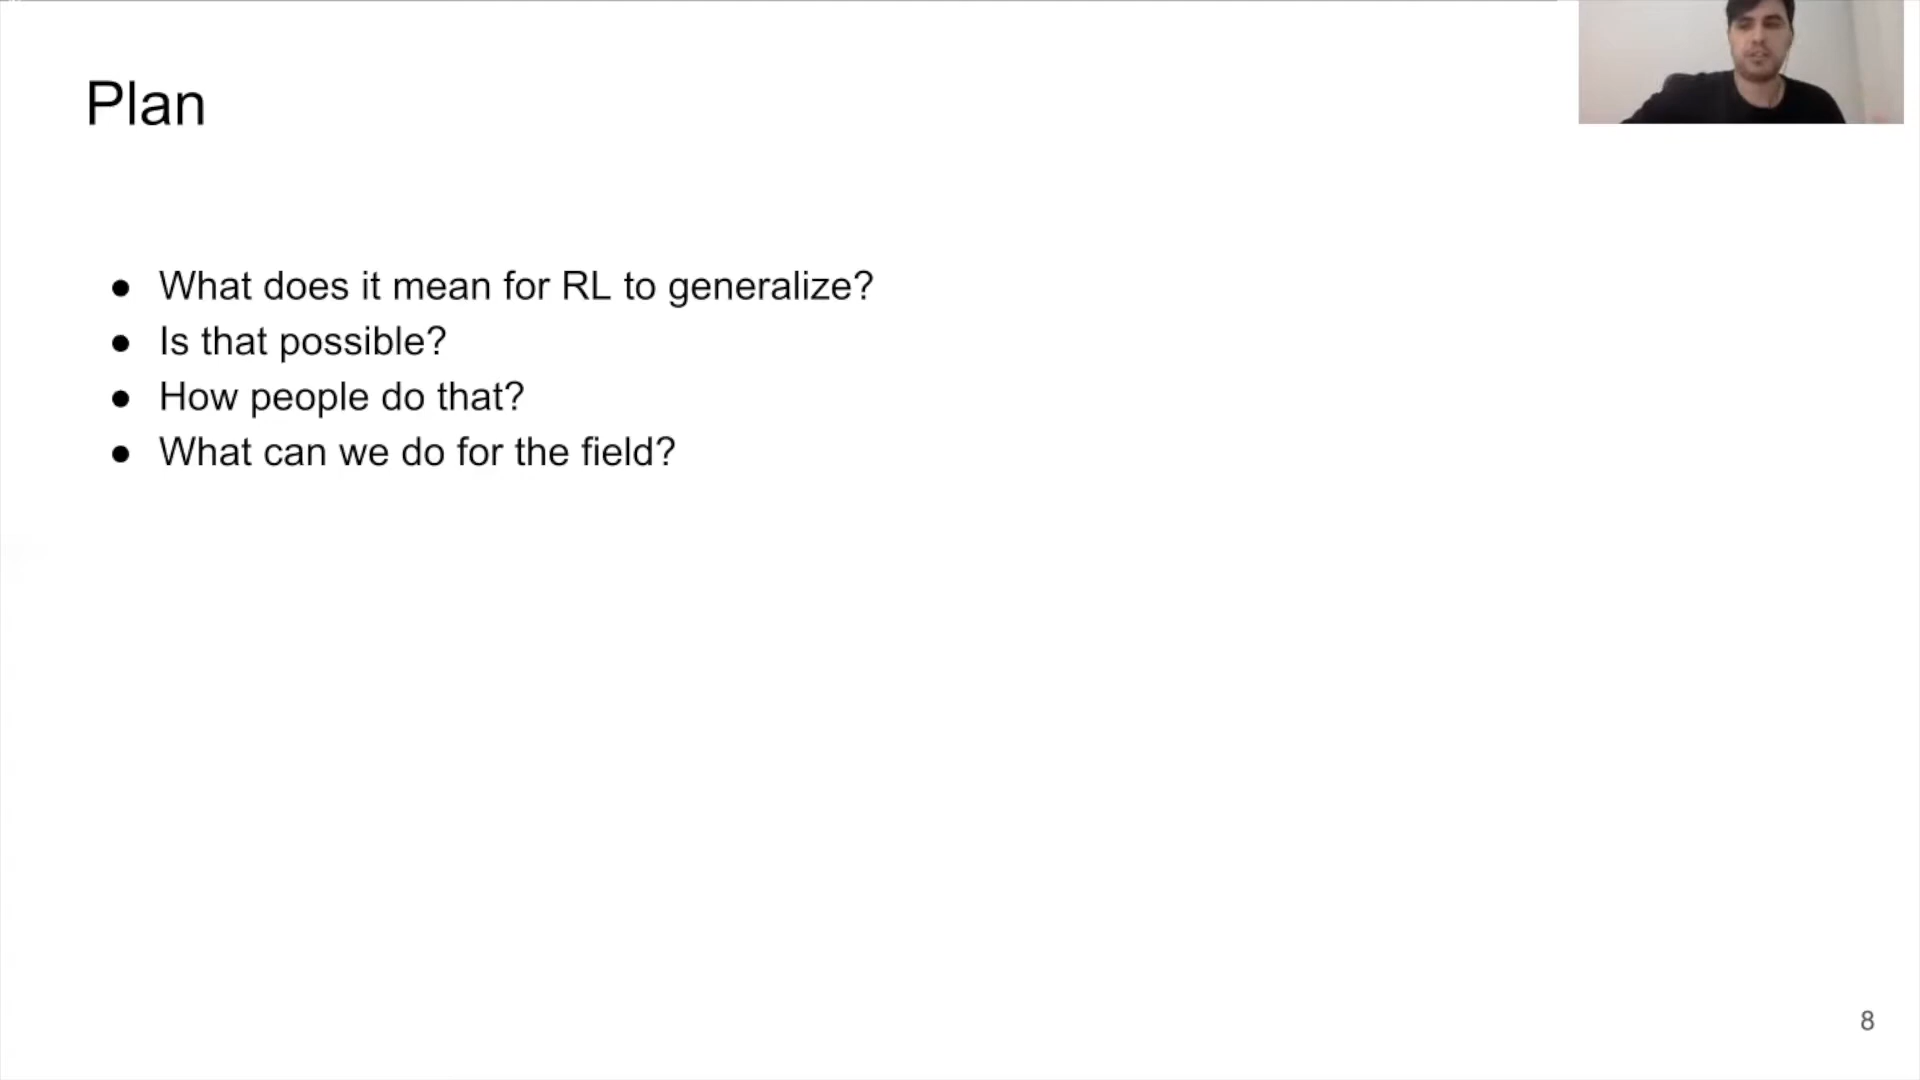 Plan
● What does it mean for RL to generalize?
● Is that possible?
● How people do that?
● What can we do for the field?
8